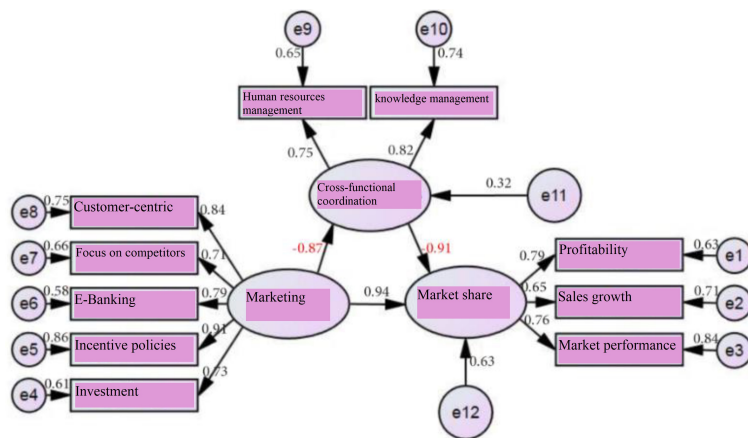 e9
e10
0.65
0.74
Human resources
management
knowledge management
0.75
0.82
Cross-functional
coordination
0.32
e11
e8
0.75
Customer-centric
0.84
e7
0.66
Focus on competitors
0.71
e6
0.58
E-Banking
0.79
e5
0.86
Incentive policies
0.91
e4
0.61
Investment
0.73
-0.87
-0.91
Marketing
0.94
Market share
0.79
Profitability
0.63
e1
0.65
Sales growth
0.71
e2
0.76
Market performance
0.84
e3
0.63
e12